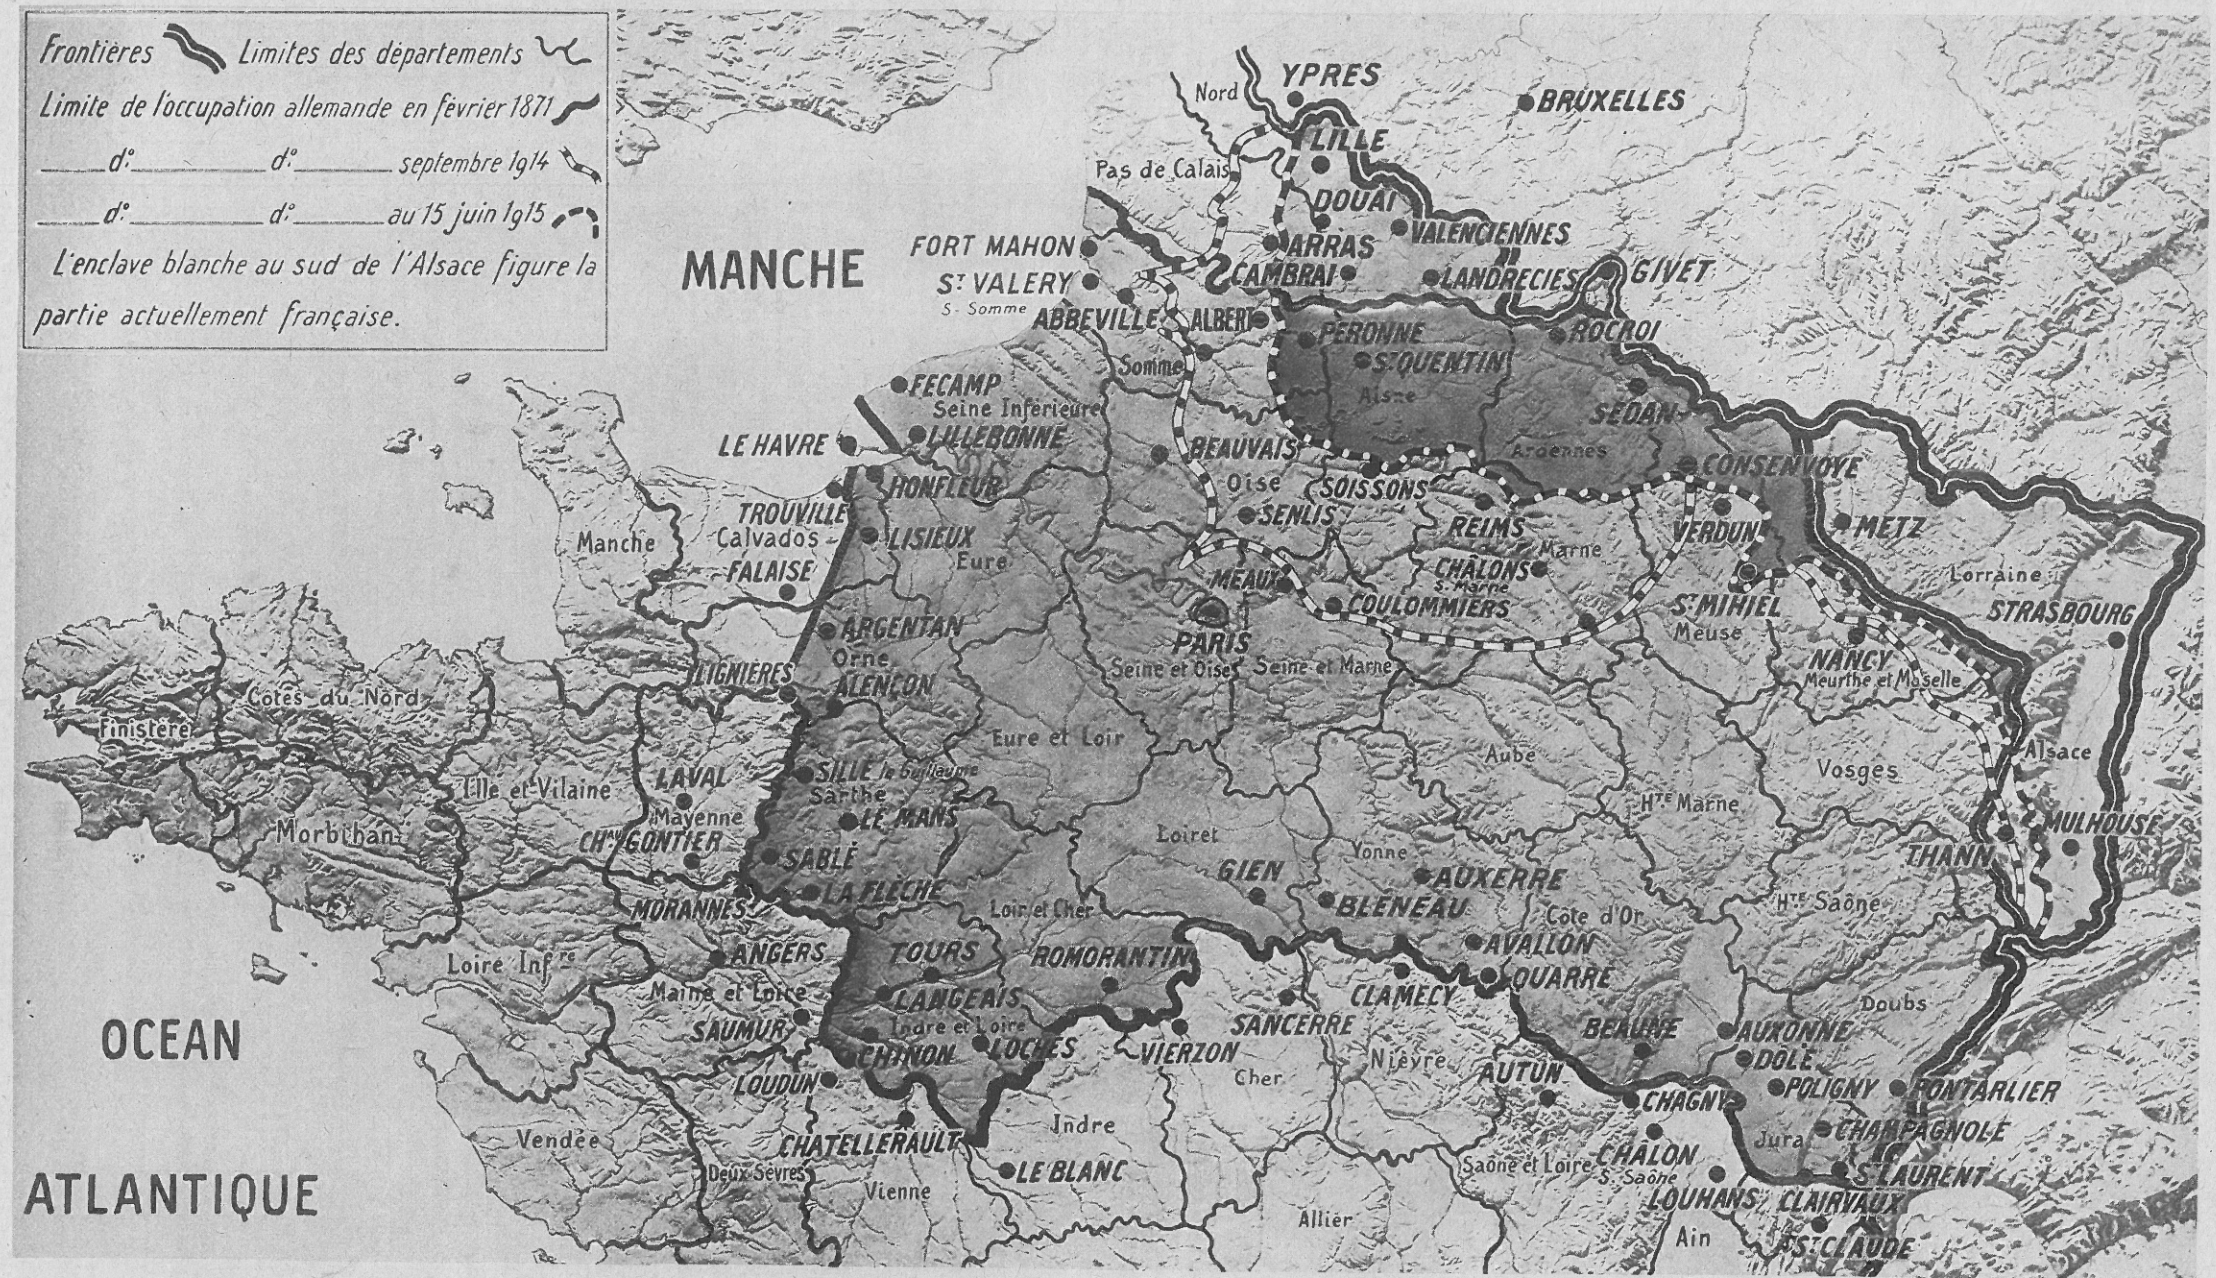 Frontières Limites des départements
Limite de l'occupation allemande en février 1871
d° d° septembre 1914
d° d° au 15 juin 1915
L'enclave blanche au sud de l'Alsace figure la
partie actuellement française.
YPRES
Nord
BRUXELLES
LILLE
Pas de Calais
DOUAI
VALENCIENNES
FORT MAHON
ARRAS
MANCHE
ST VALERY
S. Somme
CAMBRAI
LANDRECIES
GIVET
ABBEVILLE
ALBERT
PERONNE
ROCROI
Somme
ST QUENTIN
FECAMP
Aisne
Seine Inférieure
SEDAN
LE HAVRE
LILLEBONNE
BEAUVAIS
Ardennes
CONSENVOYE
HONFLEUR
Oise
SOISSONS
TROUVILLE
SENLIS
REIMS
VERDUN
METZ
Manche
Calvados
LISIEUX
Eure
Marne
FALAISE
MEAUX
CHÂLONS
S. Marne
Lorraine
COULOMMIERS
ST MIHIEL
STRASBOURG
ARGENTAN
PARIS
Meuse
Orne
LIGNIÈRES
ALENÇON
Seine et Oise
Seine et Marne
NANCY
Meurthe et Moselle
Côtes du Nord
Finistère
Eure et Loir
Aube
Alsace
Vosges
SILLÉ le Guillaume
LAVAL
Ille et Vilaine
Sarthe
HTE Marne
Mayenne
LE MANS
Morbihan
Loiret
MULHOUSE
CHAU GONTIER
SABLÉ
Yonne
THANN
GIEN
AUXERRE
LA FLÈCHE
MORANNES
Loir et Cher
BLÉNEAU
Côte d'Or
HTE Saône
ANGERS
TOURS
ROMORANTIN
AVALLON
Loire Infre
QUARRE
Maine et Loire
LANGEAIS
CLAMECY
Doubs
SAUMUR
Indre et Loire
SANCERRE
BEAUNE
AUXONNE
OCEAN
CHINON
LOCHES
VIERZON
DOLE
Nièvre
LOUDUN
Cher
AUTUN
POLIGNY
PONTARLIER
CHAGNY
Vendée
CHATELLERAULT
Indre
Jura
CHAMPAGNOLE
Deux Sèvres
LE BLANC
Saône et Loire
CHÂLON
S. Saône
ST LAURENT
ATLANTIQUE
Vienne
LOUHANS
CLAIRVAUX
Allier
Ain
ST CLAUDE